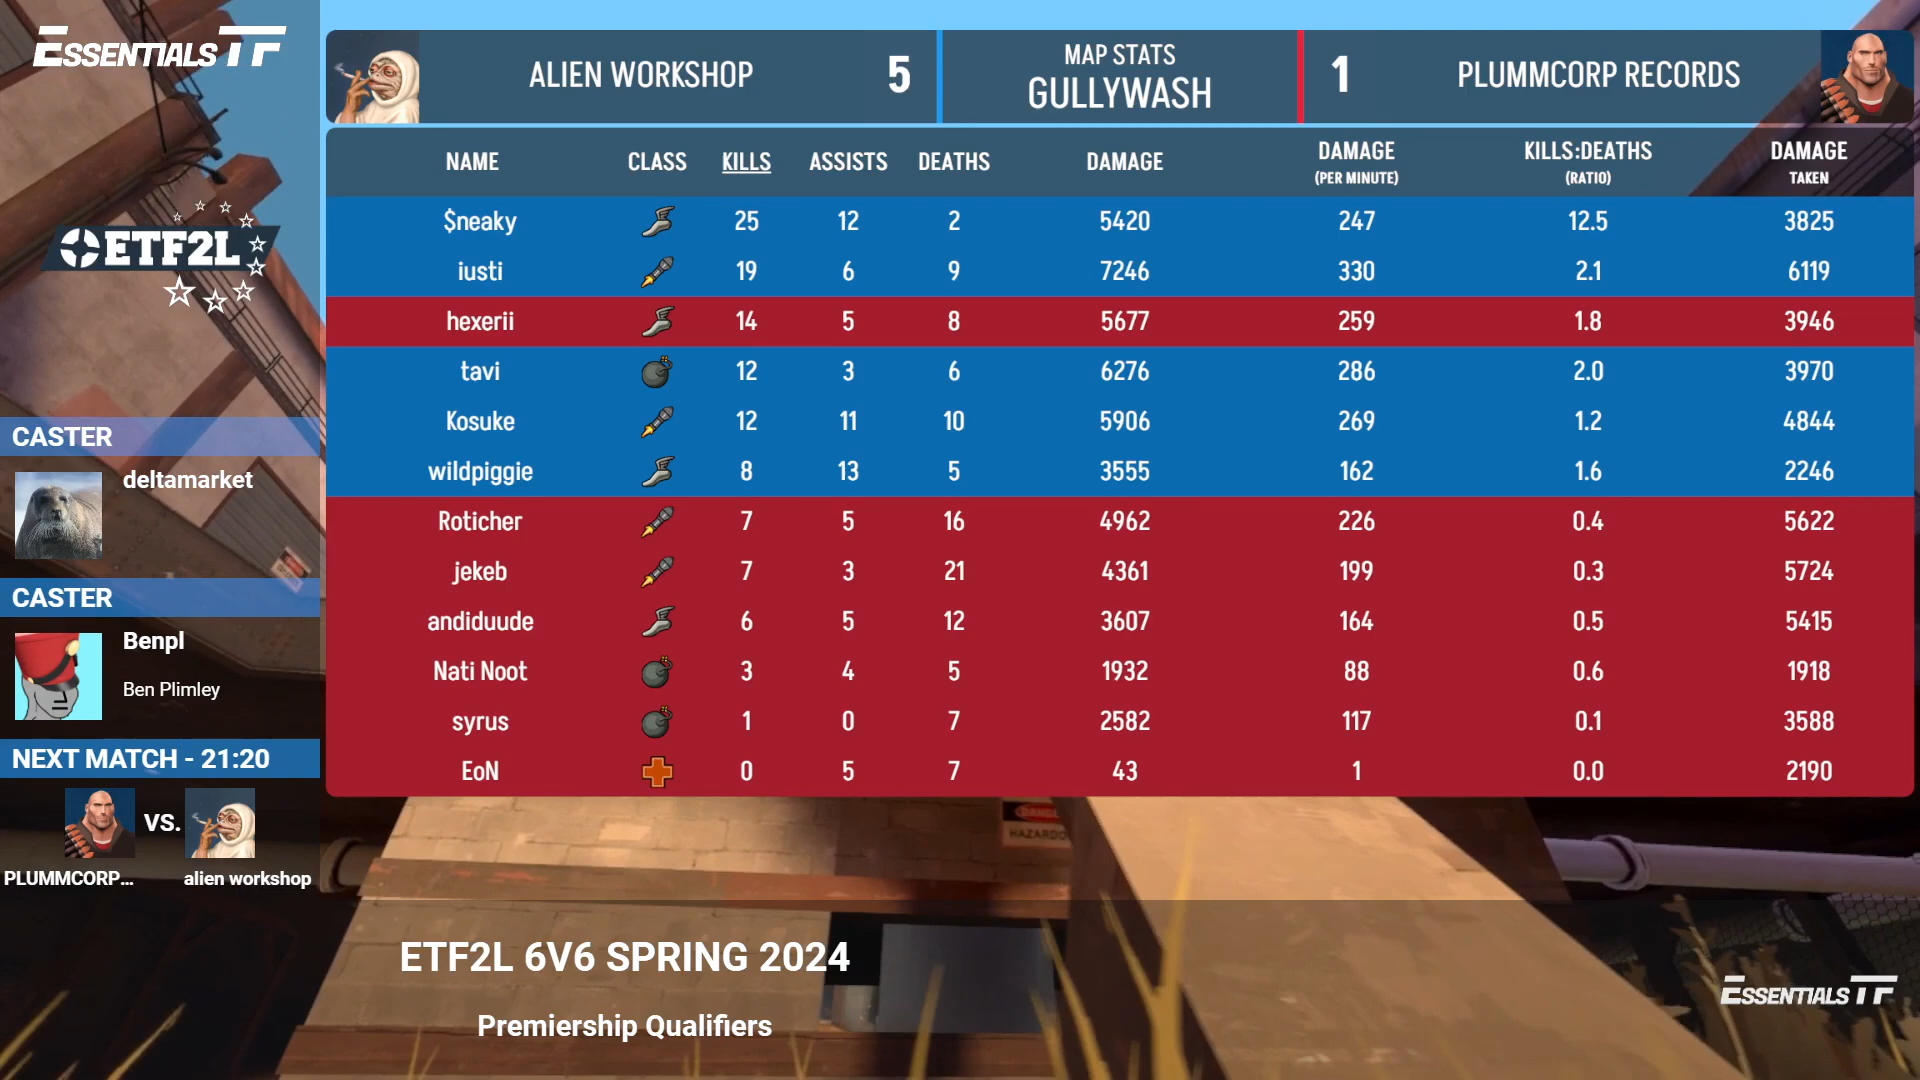 ESSENTIALSTF
ETF2L
CASTER
deltamarket
CASTER
Benpl
Ben Plimley
NEXT MATCH - 21:20
VS.
PLUMMCORP... alien workshop
ALIEN WORKSHOP 5
MAP STATS
GULLYWASH
1 PLUMMCORP RECORDS
NAME CLASS KILLS ASSISTS DEATHS DAMAGE DAMAGE (PER MINUTE) KILLS:DEATHS (RATIO) DAMAGE TAKEN
$neaky 25 12 2 5420 247 12.5 3825
iusti 19 6 9 7246 330 2.1 6119
hexerii 14 5 8 5677 259 1.8 3946
tavi 12 3 6 6276 286 2.0 3970
Kosuke 12 11 10 5906 269 1.2 4844
wildpiggie 8 13 5 3555 162 1.6 2246
Roticher 7 5 16 4962 226 0.4 5622
jekeb 7 3 21 4361 199 0.3 5724
andiduude 6 5 12 3607 164 0.5 5415
Nati Noot 3 4 5 1932 88 0.6 1918
syrus 1 0 7 2582 117 0.1 3588
EoN 0 5 7 43 1 0.0 2190
HAZARDO
ETF2L 6V6 SPRING 2024
Premiership Qualifiers
ESSENTIALSTF